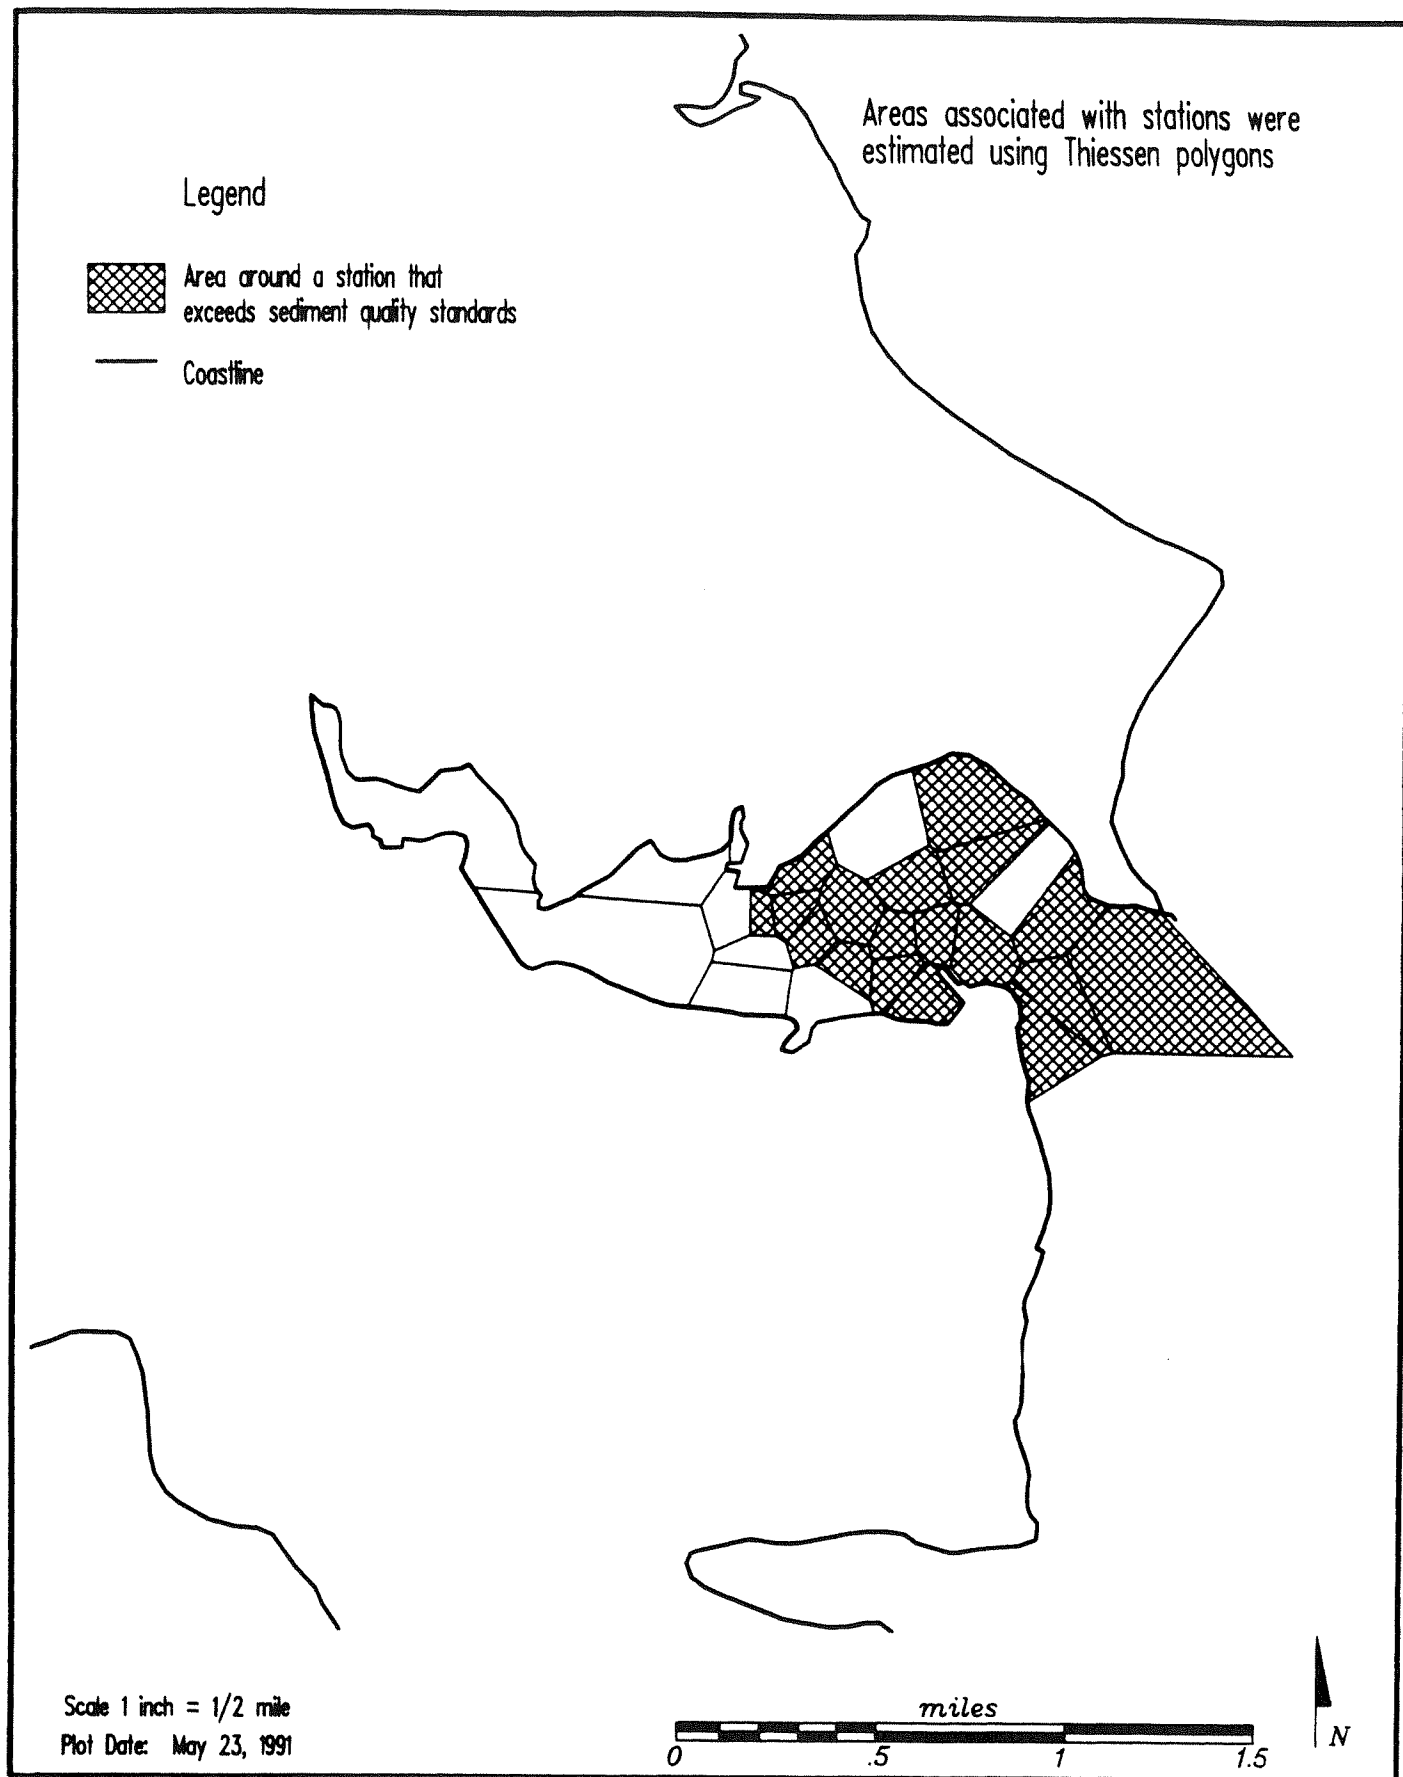 Areas associated with stations were
estimated using Thiessen polygons
Legend
Area around a station that
exceeds sediment quality standards
Coastline
Scale 1 inch = 1/2 mile
Plot Date: May 23, 1991
miles
0 .5 1 1.5
N